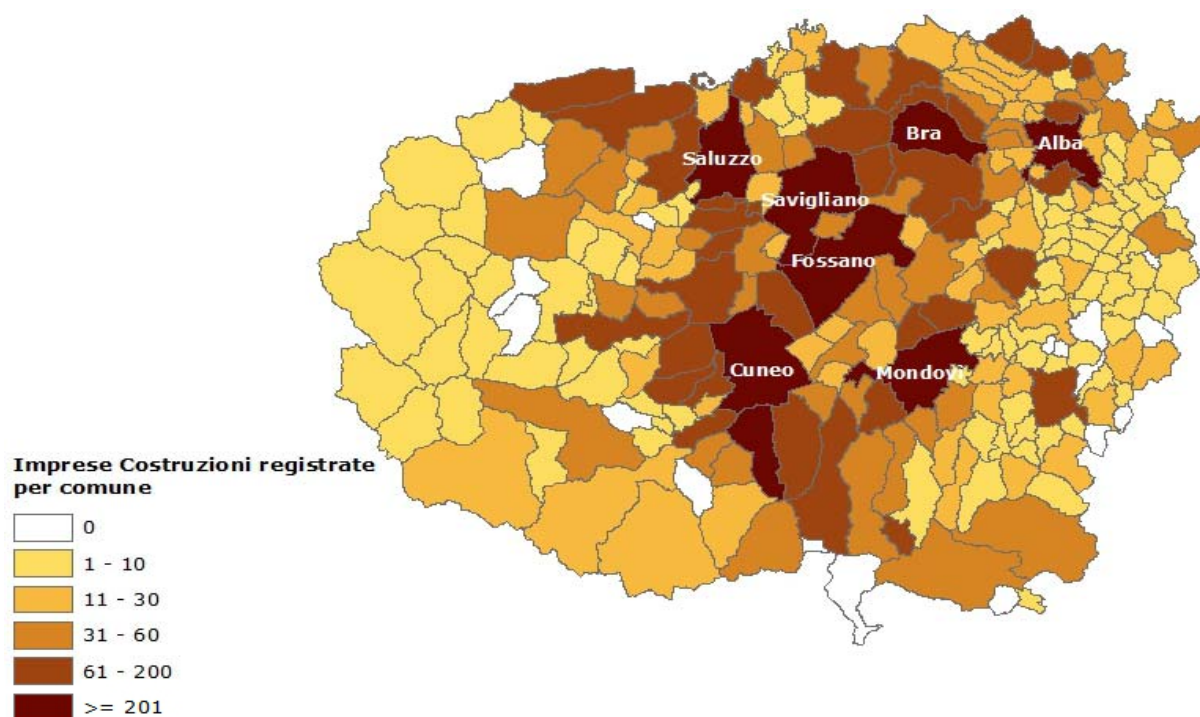 Bra
Alba
Saluzzo
Savigliano
Fossano
Cuneo
Mondovì
Imprese Costruzioni registrate
per comune
0
1 - 10
11 - 30
31 - 60
61 - 200
>= 201